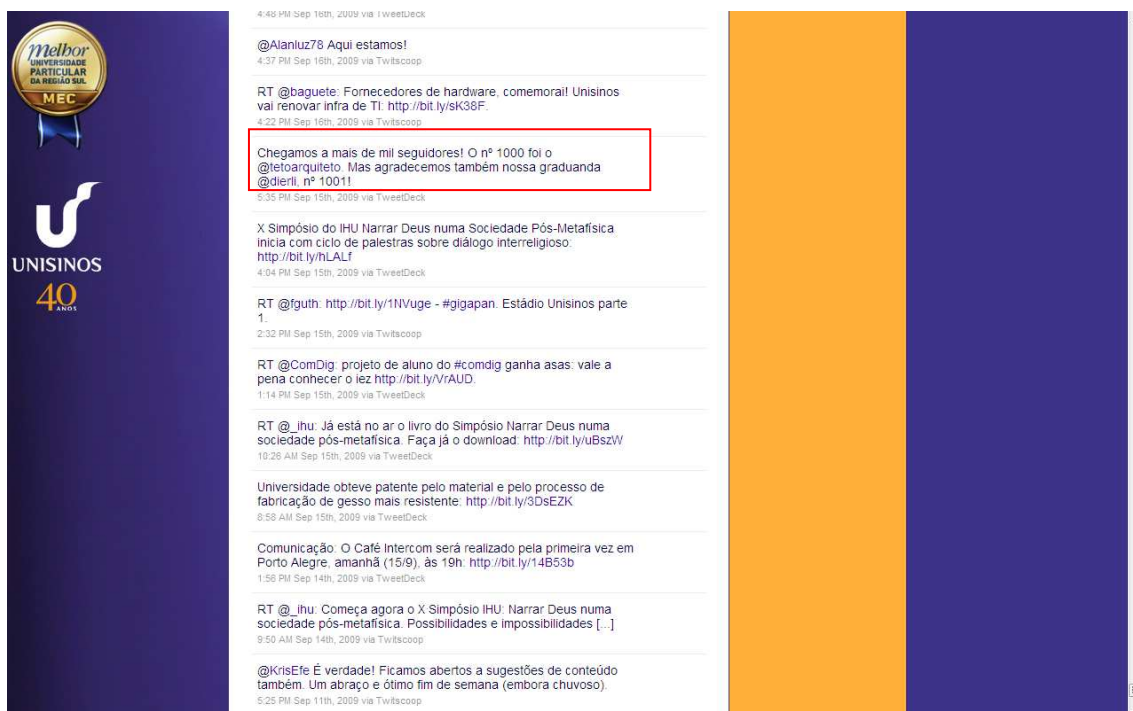 4:48 PM Sep 16th, 2009 via TweetDeck
Melhor
UNIVERSIDADE
PARTICULAR
DA REGIÃO SUL
MEC
UNISINOS
40
ANOS
@Alanluz78 Aqui estamos!
4:37 PM Sep 16th, 2009 via Twitscoop
RT @baguete: Fornecedores de hardware, comemorai! Unisinos
vai renovar infra de TI: http://bit.ly/sK38F.
4:22 PM Sep 16th, 2009 via Twitscoop
Chegamos a mais de mil seguidores! O nº 1000 foi o
@tetoarquiteto. Mas agradecemos também nossa graduanda
@dierli, nº 1001!
5:35 PM Sep 15th, 2009 via TweetDeck
X Simpósio do IHU Narrar Deus numa Sociedade Pós-Metafísica
inicia com ciclo de palestras sobre diálogo interreligioso:
http://bit.ly/hLALf
4:04 PM Sep 15th, 2009 via TweetDeck
RT @fguth: http://bit.ly/1NVuge - #gigapan. Estádio Unisinos parte
1.
2:32 PM Sep 15th, 2009 via Twitscoop
RT @ComDig: projeto de aluno do #comdig ganha asas: vale a
pena conhecer o iez http://bit.ly/VrAUD.
1:14 PM Sep 15th, 2009 via TweetDeck
RT @_ihu: Já está no ar o livro do Simpósio Narrar Deus numa
sociedade pós-metafísica. Faça já o download: http://bit.ly/uBszW
10:26 AM Sep 15th, 2009 via TweetDeck
Universidade obteve patente pelo material e pelo processo de
fabricação de gesso mais resistente: http://bit.ly/3DsEZK
8:58 AM Sep 15th, 2009 via TweetDeck
Comunicação: O Café Intercom será realizado pela primeira vez em
Porto Alegre, amanhã (15/9), às 19h: http://bit.ly/14B53b
1:56 PM Sep 14th, 2009 via TweetDeck
RT @_ihu: Começa agora o X Simpósio IHU: Narrar Deus numa
sociedade pós-metafísica. Possibilidades e impossibilidades [...]
9:50 AM Sep 14th, 2009 via Twitscoop
@KrisEfe É verdade! Ficamos abertos a sugestões de conteúdo
também. Um abraço e ótimo fim de semana (embora chuvoso).
5:25 PM Sep 11th, 2009 via Twitscoop